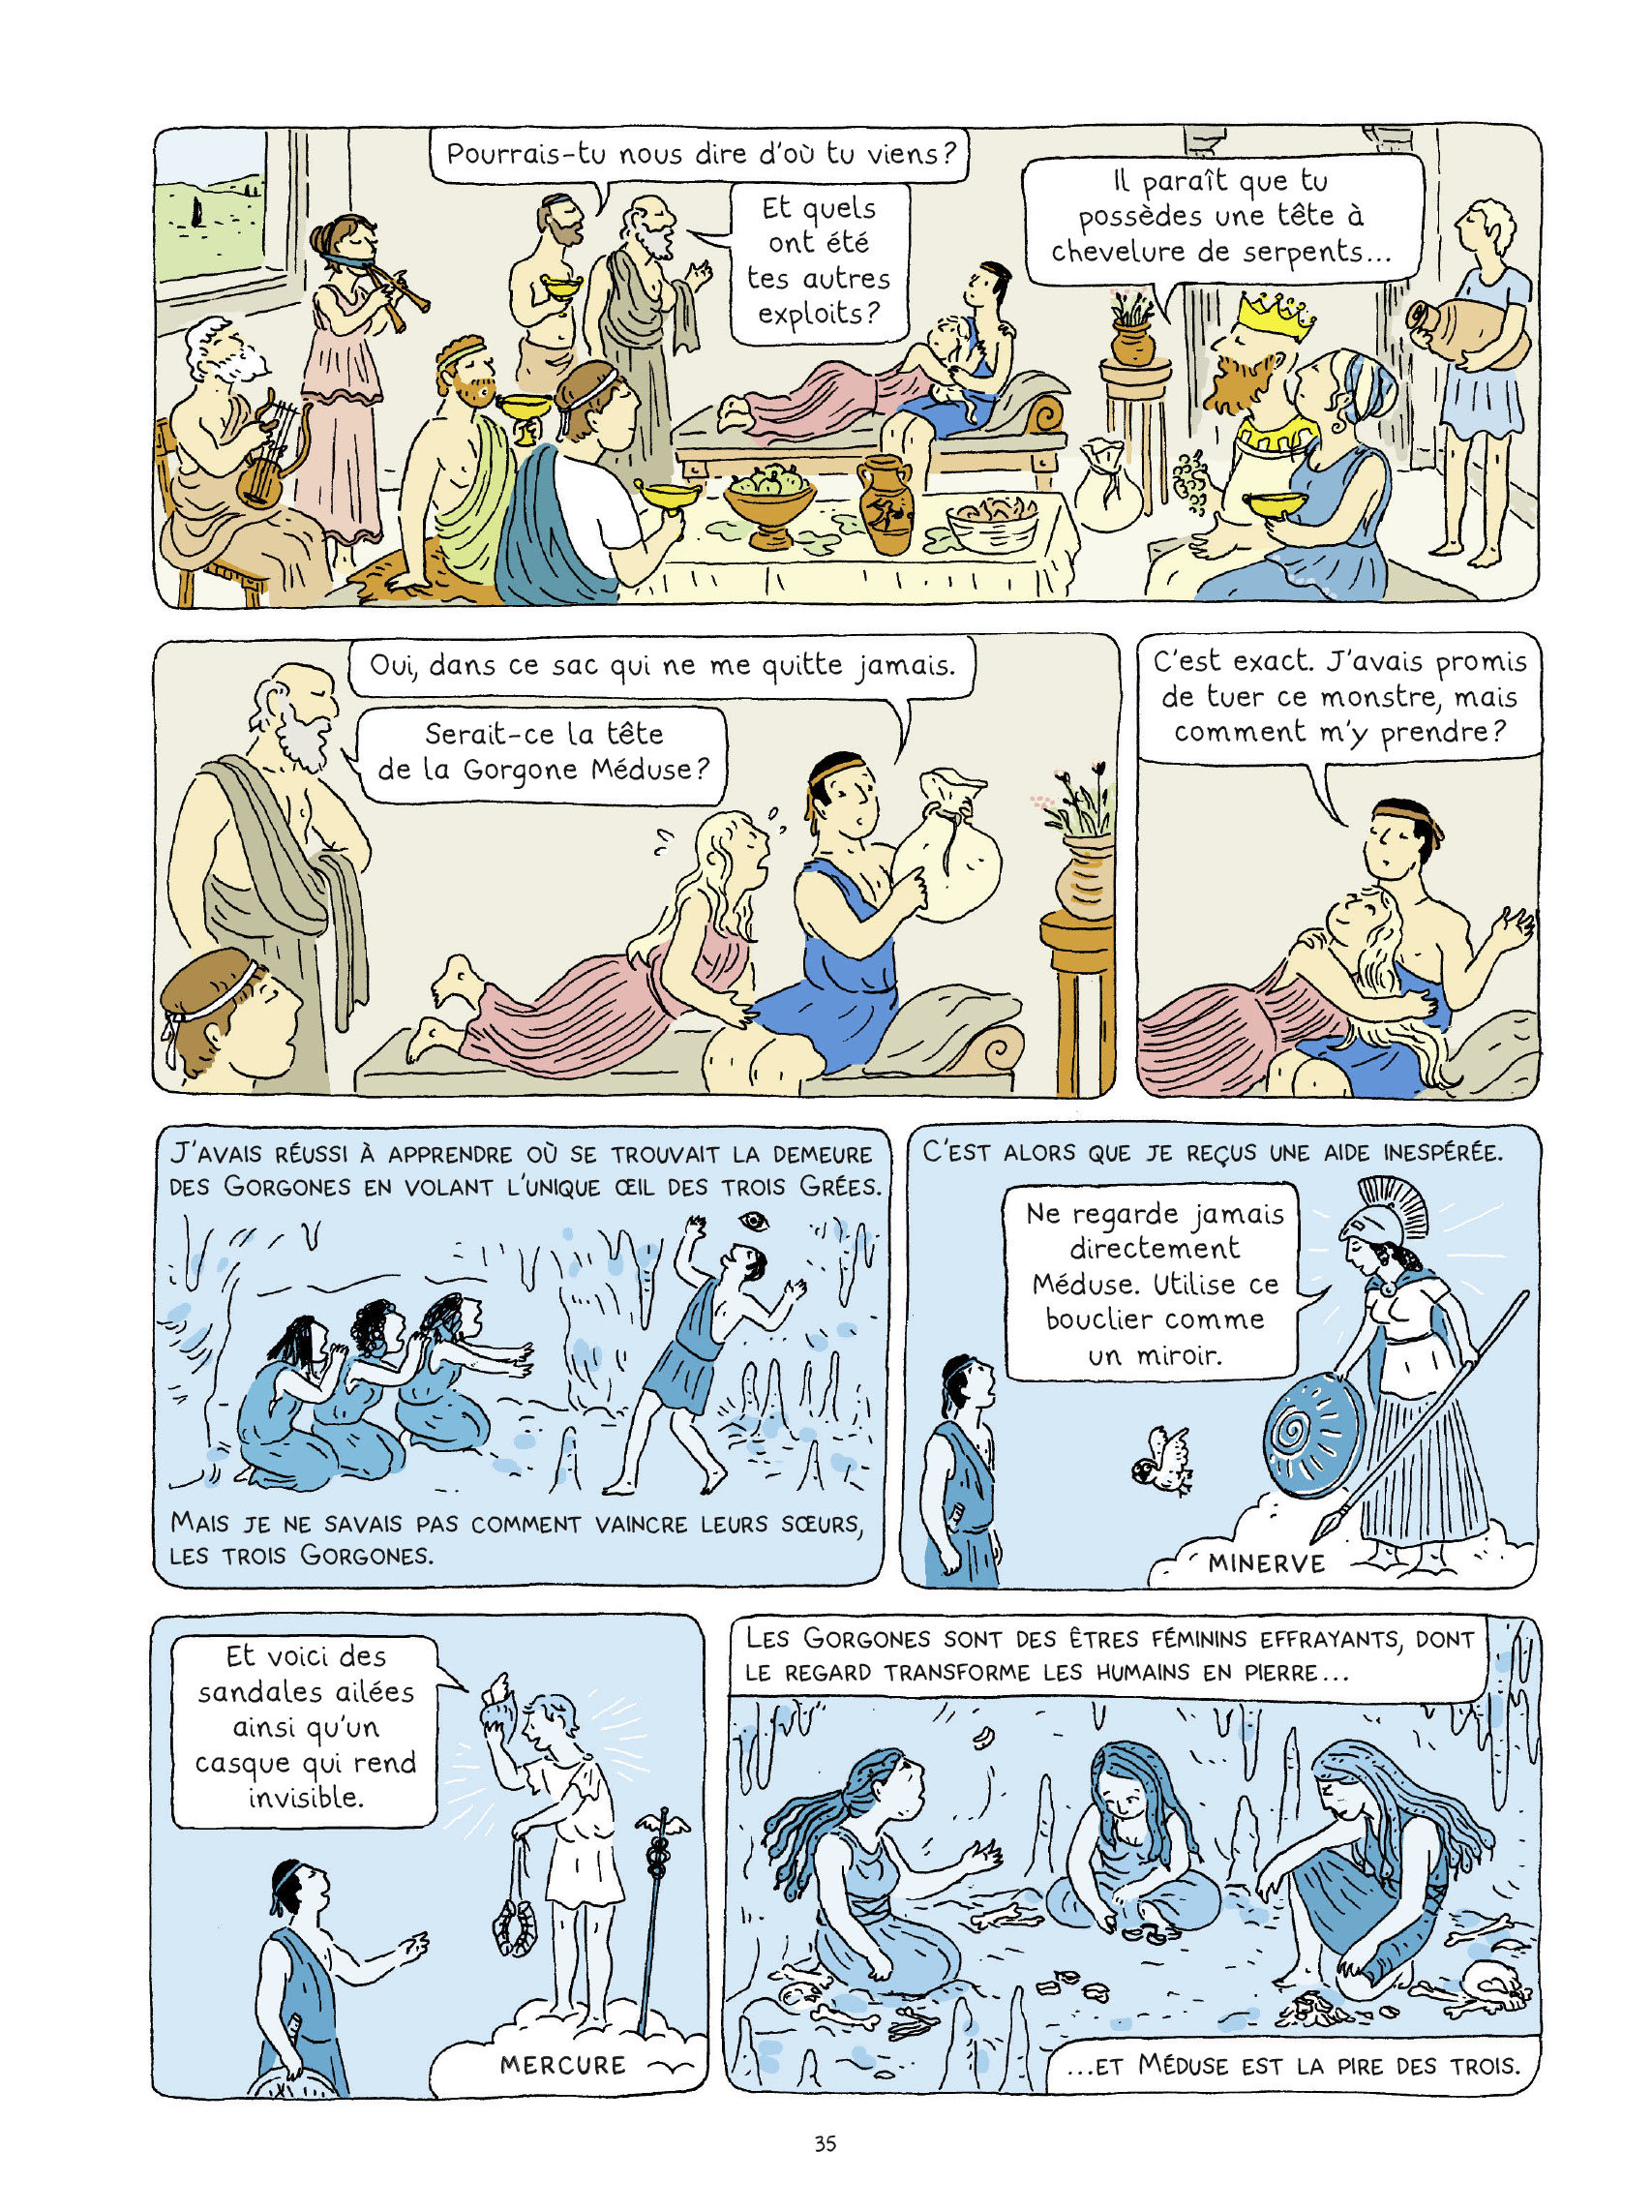 Pourrais-tu nous dire d'où tu viens?
Et quels
ont été
tes autres
exploits?
Il paraît que tu
possèdes une tête à
chevelure de serpents...
Oui, dans ce sac qui ne me quitte jamais.
Serait-ce la tête
de la Gorgone Méduse?
C'est exact. J'avais promis
de tuer ce monstre, mais
comment m'y prendre?
J'AVAIS RÉUSSI À APPRENDRE OÙ SE TROUVAIT LA DEMEURE
DES GORGONES EN VOLANT L'UNIQUE ŒIL DES TROIS GRÉES.
MAIS JE NE SAVAIS PAS COMMENT VAINCRE LEURS SŒURS,
LES TROIS GORGONES.
C'EST ALORS QUE JE REÇUS UNE AIDE INESPÉRÉE.
Ne regarde jamais
directement
Méduse. Utilise ce
bouclier comme
un miroir.
MINERVE
Et voici des
sandales ailées
ainsi qu'un
casque qui rend
invisible.
MERCURE
LES GORGONES SONT DES ÊTRES FÉMININS EFFRAYANTS, DONT
LE REGARD TRANSFORME LES HUMAINS EN PIERRE...
...ET MÉDUSE EST LA PIRE DES TROIS.
35